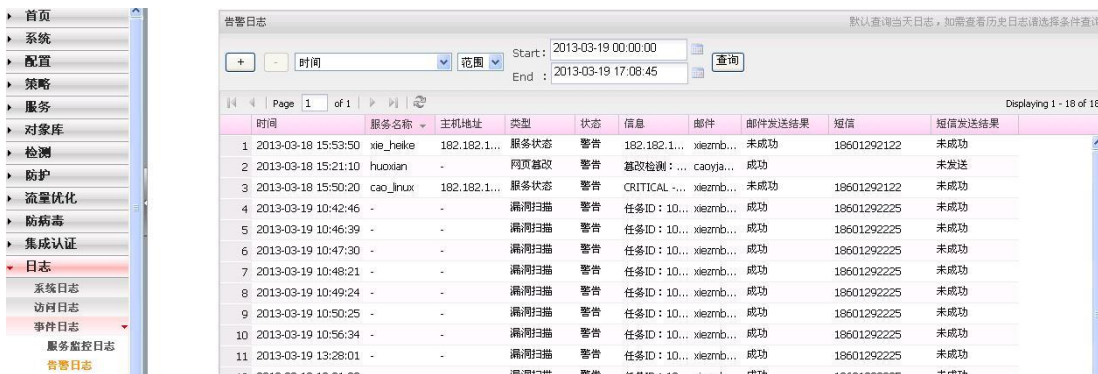 首页
系统
配置
策略
服务
对象库
检测
防护
流量优化
防病毒
集成认证
日志
系统日志
访问日志
事件日志
服务监控日志
告警日志
告警日志 默认查询当天日志，如需查看历史日志请选择条件查询
+ - 时间 范围 Start: 2013-03-19 00:00:00 查询
End : 2013-03-19 17:08:45
Page 1 of 1 Displaying 1 - 18 of 18
时间 服务名称 主机地址 类型 状态 信息 邮件 邮件发送结果 短信 短信发送结果
1 2013-03-18 15:53:50 xie_heike 182.182.1... 服务状态 警告 182.182.1... xiezmb... 未成功 18601292122 未成功
2 2013-03-18 15:21:10 huoxian - 网页篡改 警告 篡改检测：... caoyja... 成功 未发送
3 2013-03-19 15:50:20 cao_linux 182.182.1... 服务状态 警告 CRITICAL -... xiezmb... 未成功 18601292122 未成功
4 2013-03-19 10:42:46 - - 漏洞扫描 警告 任务ID：10... xiezmb... 成功 18601292225 未成功
5 2013-03-19 10:46:39 - - 漏洞扫描 警告 任务ID：10... xiezmb... 成功 18601292225 未成功
6 2013-03-19 10:47:30 - - 漏洞扫描 警告 任务ID：10... xiezmb... 成功 18601292225 未成功
7 2013-03-19 10:48:21 - - 漏洞扫描 警告 任务ID：10... xiezmb... 成功 18601292225 未成功
8 2013-03-19 10:49:24 - - 漏洞扫描 警告 任务ID：10... xiezmb... 成功 18601292225 未成功
9 2013-03-19 10:50:25 - - 漏洞扫描 警告 任务ID：10... xiezmb... 成功 18601292225 未成功
10 2013-03-19 10:56:34 - - 漏洞扫描 警告 任务ID：10... xiezmb... 成功 18601292225 未成功
11 2013-03-19 13:28:01 - - 漏洞扫描 警告 任务ID：10... xiezmb... 成功 18601292225 未成功